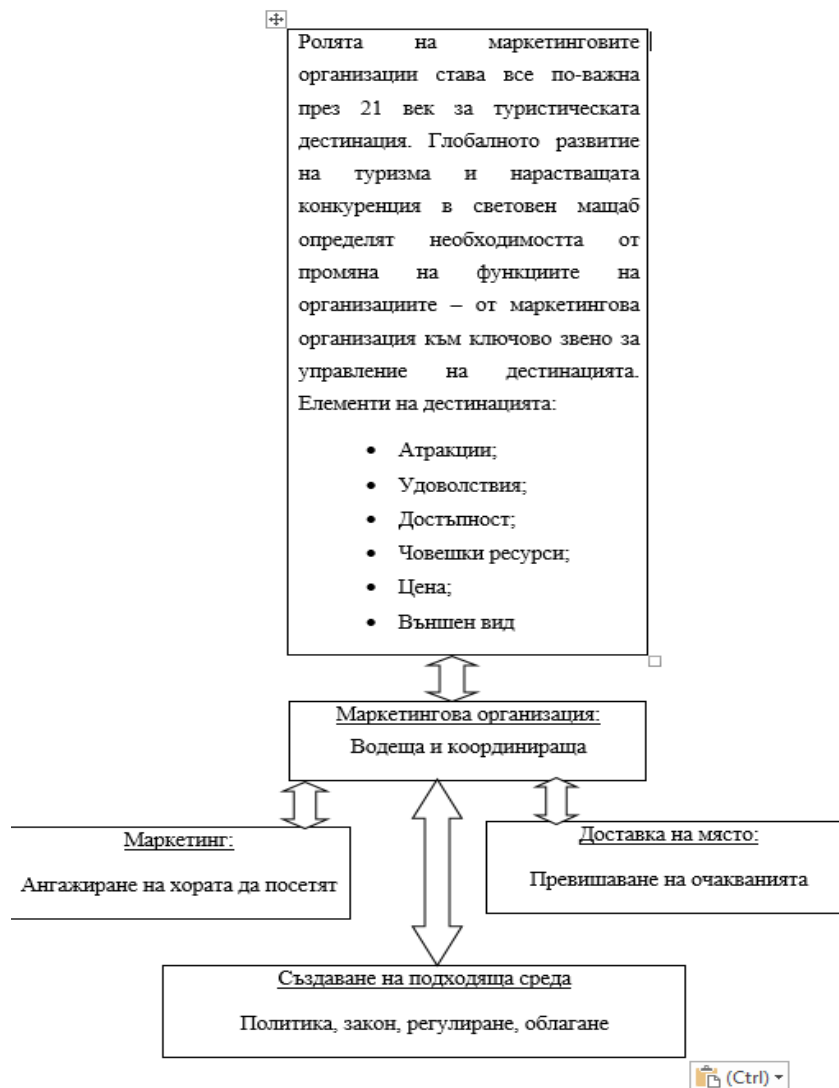 Ролята на маркетинговите
организации става все по-важна
през 21 век за туристическата
дестинация. Глобалното развитие
на туризма и нарастващата
конкуренция в световен мащаб
определят необходимостта от
промяна на функциите на
организациите – от маркетингова
организация към ключово звено за
управление на дестинацията.
Елементи на дестинацията:
• Атракции;
• Удоволствия;
• Достъпност;
• Човешки ресурси;
• Цена;
• Външен вид
Маркетингова организация:
Водеща и координираща
Маркетинг:
Ангажиране на хората да посетят
Доставка на място:
Превишаване на очакванията
Създаване на подходяща среда
Политика, закон, регулиране, облагане
(Ctrl)